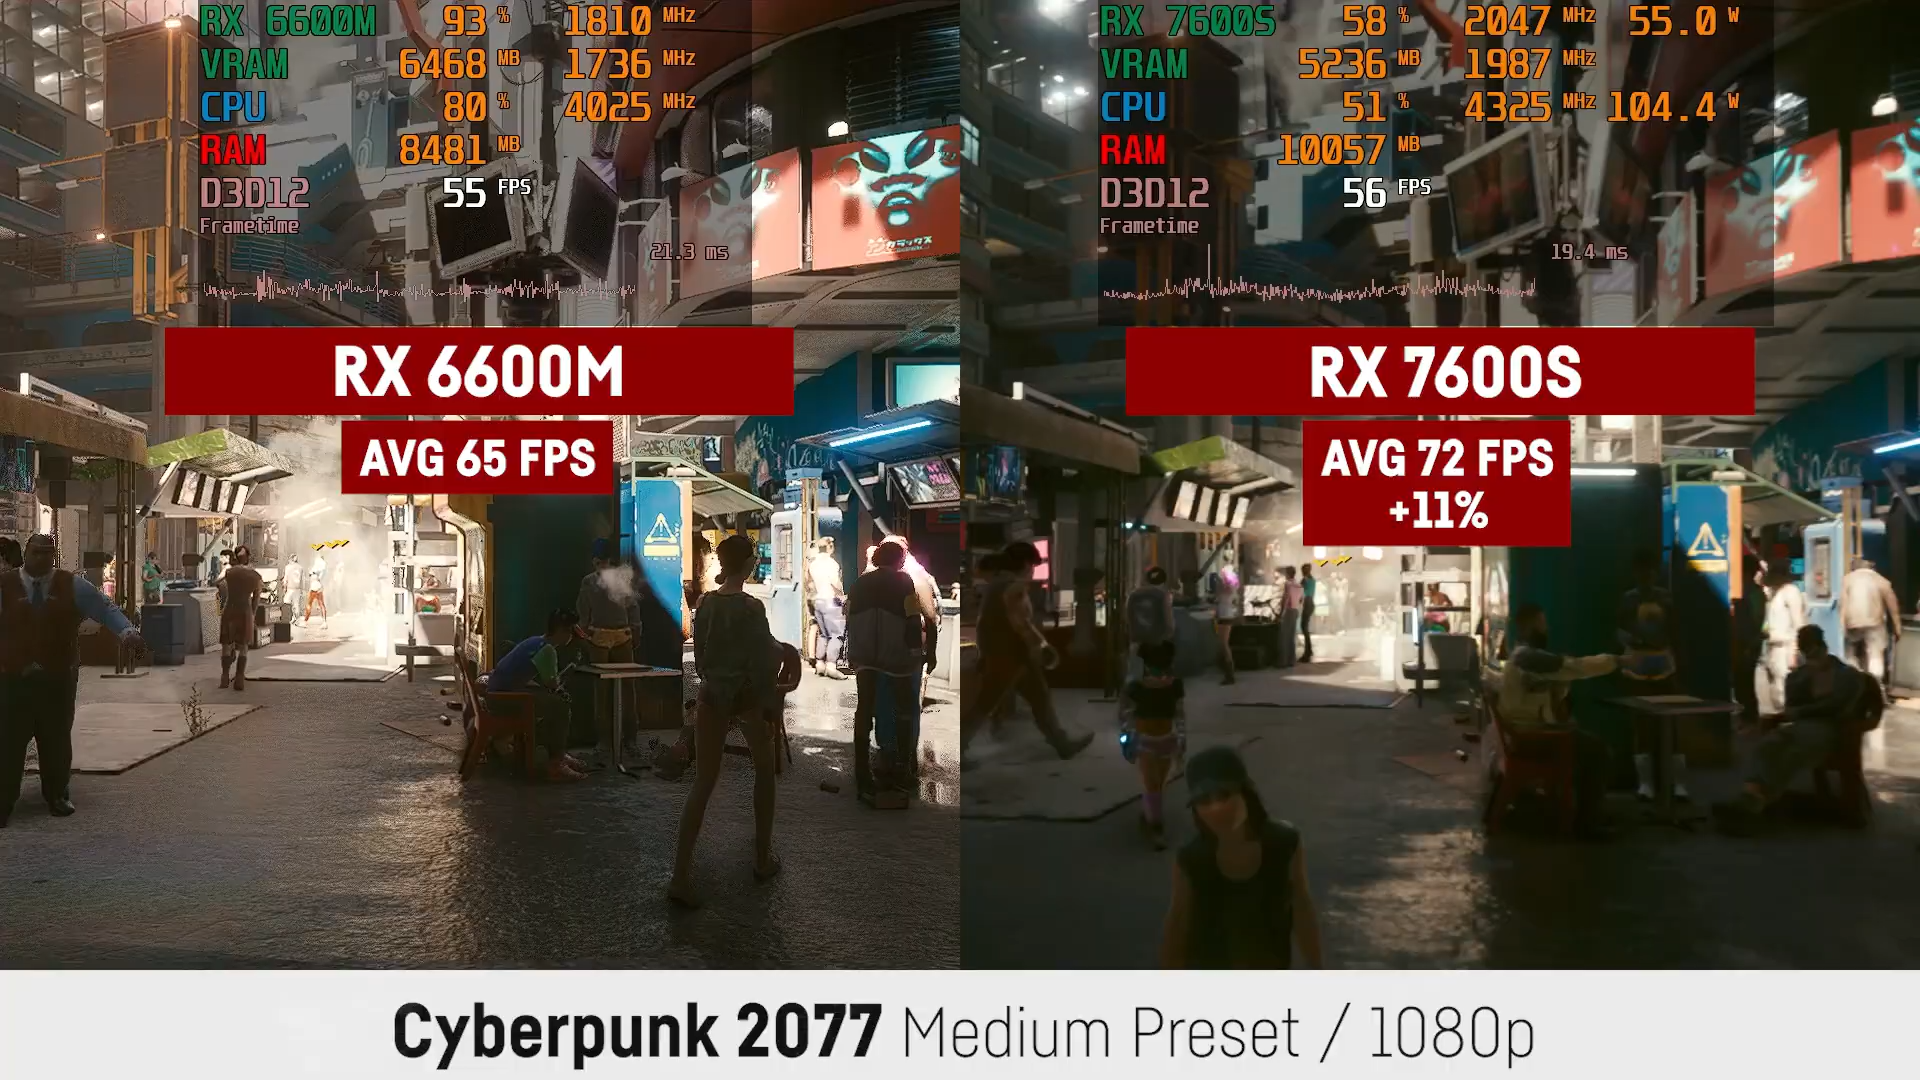 RX 6600M 93 % 1810 MHz
VRAM 6468 MB 1736 MHz
CPU 80 % 4025 MHz
RAM 8481 MB
D3D12 55 FPS
Frametime
21.3 ms
RX 6600M
AVG 65 FPS
RX 7600S 58 % 2047 MHz 55.0 W
VRAM 5236 MB 1987 MHz
CPU 51 % 4325 MHz 104.4 W
RAM 10057 MB
D3D12 56 FPS
Frametime
19.4 ms
RX 7600S
AVG 72 FPS
+11%
Cyberpunk 2077 Medium Preset / 1080p